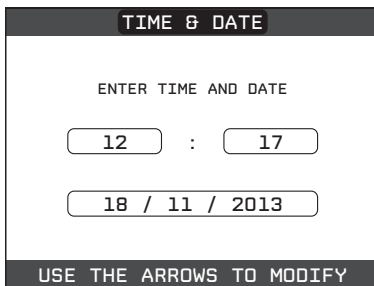 TIME & DATE
ENTER TIME AND DATE
12 : 17
18 / 11 / 2013
USE THE ARROWS TO MODIFY